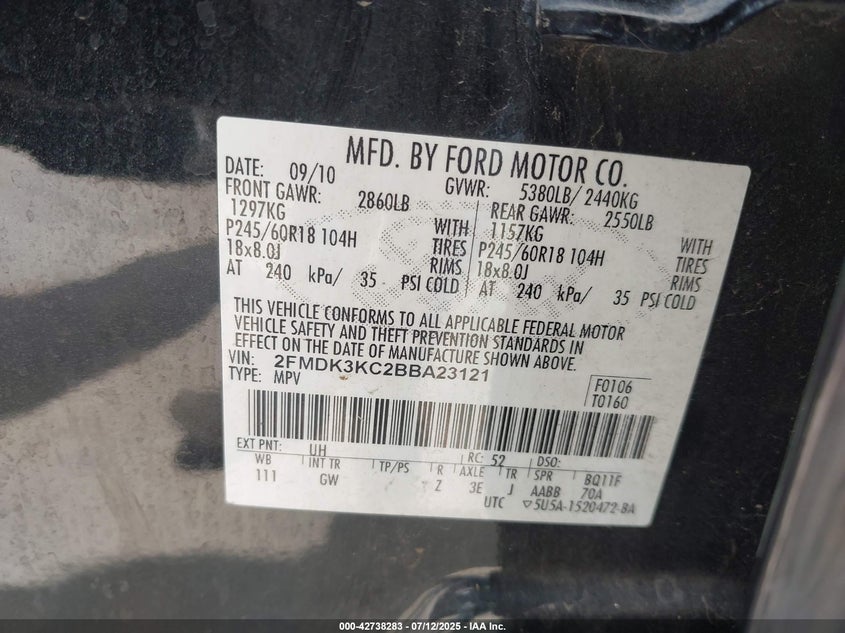 MFD. BY FORD MOTOR CO.
DATE: 09/10 GVWR: 5380LB/ 2440KG
FRONT GAWR: 2860LB REAR GAWR: 2550LB
1297KG WITH 1157KG WITH
P245/60R18 104H TIRES P245/60R18 104H TIRES
18x8.0J RIMS 18x8.0J RIMS
AT 240 kPa/ 35 PSI COLD AT 240 kPa/ 35 PSI COLD
THIS VEHICLE CONFORMS TO ALL APPLICABLE FEDERAL MOTOR
VEHICLE SAFETY AND THEFT PREVENTION STANDARDS IN
EFFECT ON THE DATE OF MANUFACTURE SHOWN ABOVE.
VIN: 2FMDK3KC2BBA23121
TYPE: MPV
F0106
T0160
EXT PNT: UH RC: 52 DSO:
WB INT TR TP/PS R AXLE TR SPR BQ11F
111 GW Z 3E J AABB 70A
UTC ▽5U5A-1520472-BA
000-42738283 - 07/12/2025 - IAA Inc.